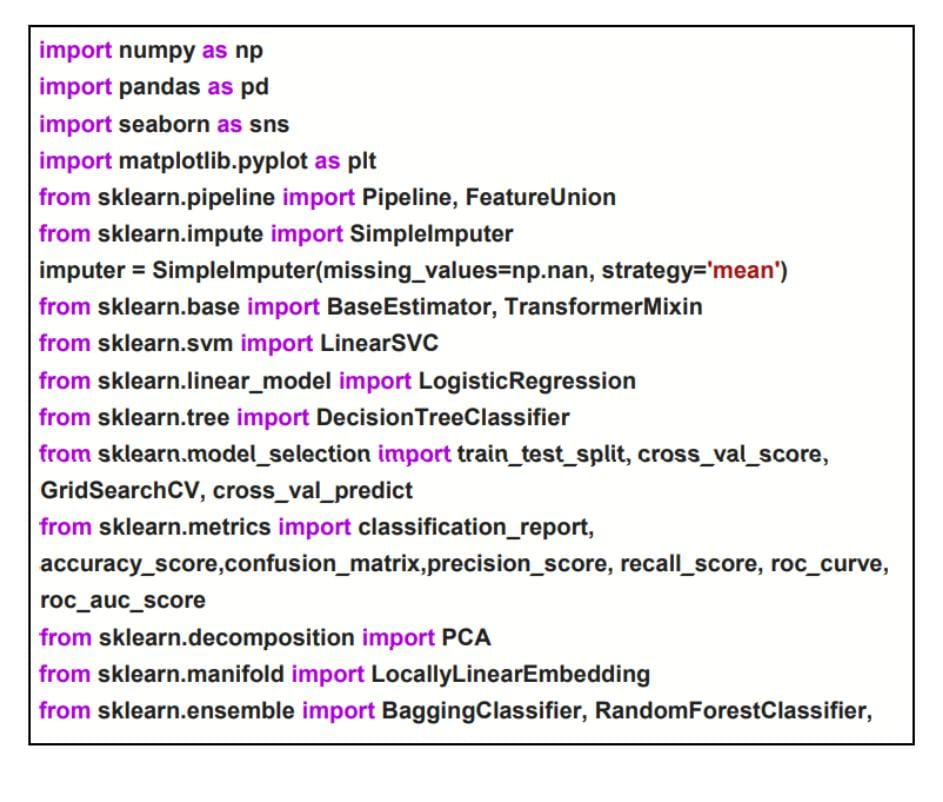 import numpy as np
import pandas as pd
import seaborn as sns
import matplotlib.pyplot as plt
from sklearn.pipeline import Pipeline, FeatureUnion
from sklearn.impute import SimpleImputer
imputer = SimpleImputer(missing_values=np.nan, strategy='mean')
from sklearn.base import BaseEstimator, TransformerMixin
from sklearn.svm import LinearSVC
from sklearn.linear_model import LogisticRegression
from sklearn.tree import DecisionTreeClassifier
from sklearn.model_selection import train_test_split, cross_val_score,
GridSearchCV, cross_val_predict
from sklearn.metrics import classification_report,
accuracy_score,confusion_matrix,precision_score, recall_score, roc_curve,
roc_auc_score
from sklearn.decomposition import PCA
from sklearn.manifold import LocallyLinearEmbedding
from sklearn.ensemble import BaggingClassifier, RandomForestClassifier,